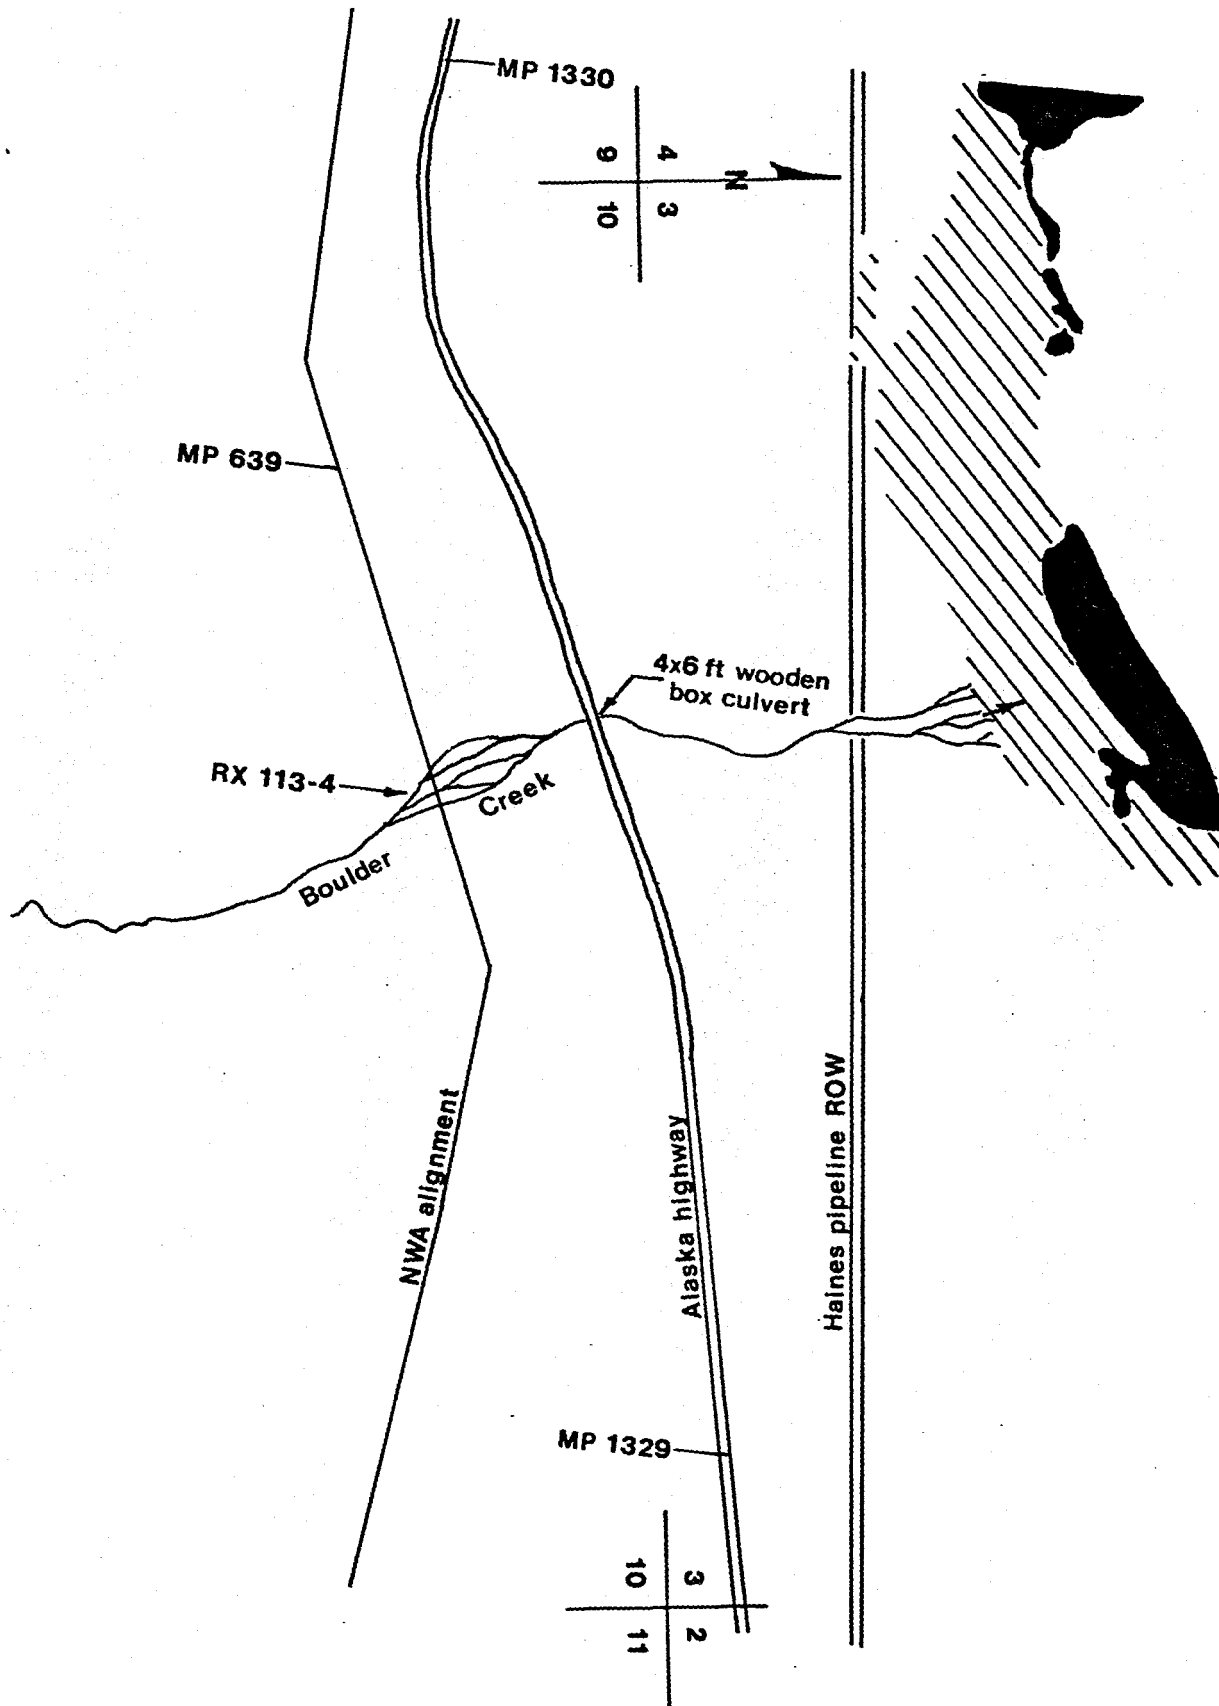 MP 1330
9
4
N
10
3
MP 639
4x6 ft wooden
box culvert
RX 113-4
Creek
Boulder
NWA alignment
Alaska highway
Haines pipeline ROW
MP 1329
10
3
11
2